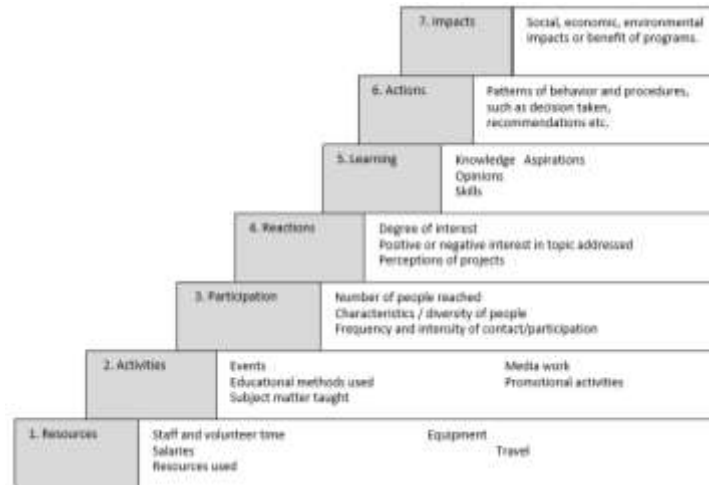 7. Impacts
Social, economic, environmental
impacts or benefit of programs.
6. Actions
Patterns of behavior and procedures,
such as decision taken,
recommendations etc.
5. Learning
Knowledge Aspirations
Opinions
Skills
4. Reactions
Degree of interest
Positive or negative interest in topic addressed
Perceptions of projects
3. Participation
Number of people reached
Characteristics / diversity of people
Frequency and intensity of contact/participation
2. Activities
Events Media work
Educational methods used Promotional activities
Subject matter taught
1. Resources
Staff and volunteer time Equipment
Salaries Travel
Resources used